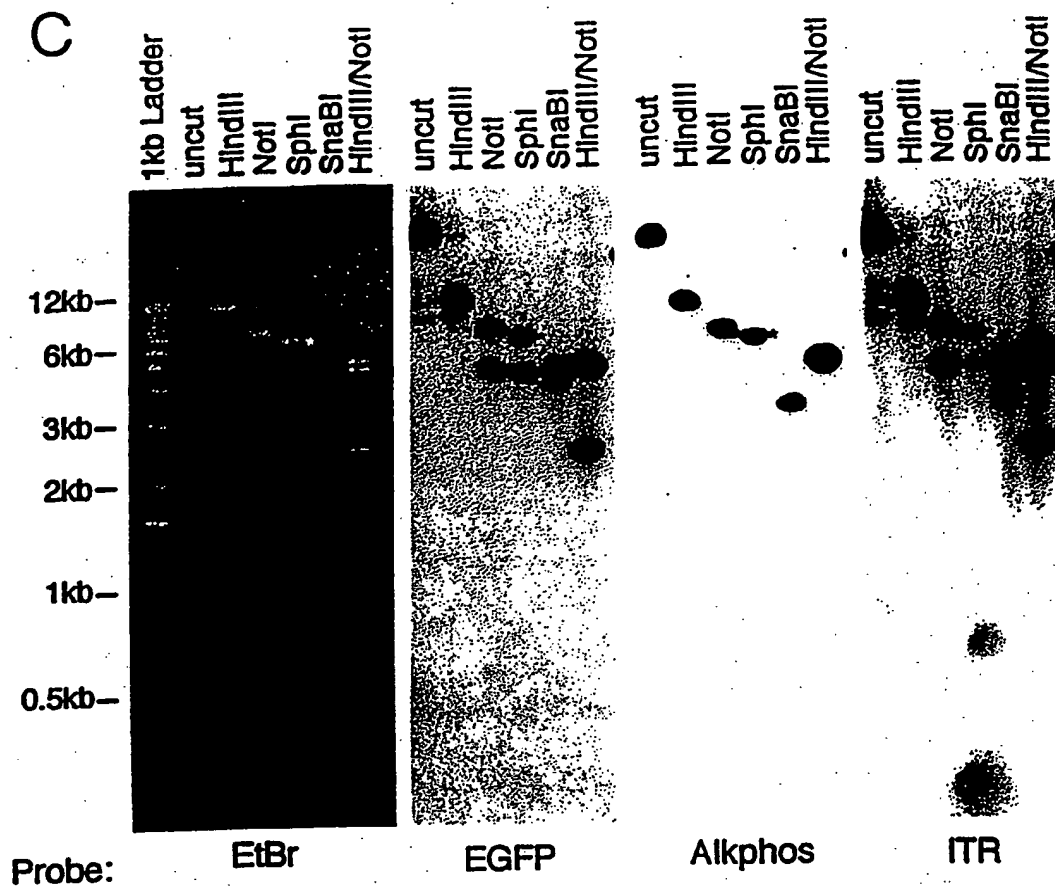 C
1kb Ladder
uncut
HindIII
NotI
SphI
SnaBI
HindIII/NotI
uncut
HindIII
NotI
SphI
SnaBI
HindIII/NotI
uncut
HindIII
NotI
SphI
SnaBI
HindIII/NotI
uncut
HindIII
NotI
SphI
SnaBI
HindIII/NotI
12kb
6kb
3kb
2kb
1kb
0.5kb
Probe: EtBr EGFP Alkphos ITR